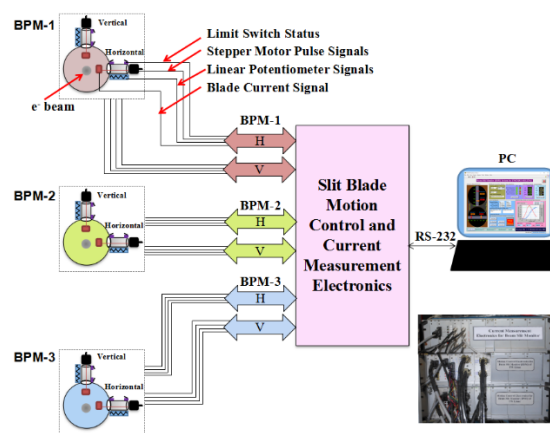 BPM-1
Vertical
Horizontal
e- beam
Limit Switch Status
Stepper Motor Pulse Signals
Linear Potentiometer Signals
Blade Current Signal
BPM-1
H
V
BPM-2
Vertical
Horizontal
BPM-2
H
V
BPM-3
H
V
BPM-3
Vertical
Horizontal
Slit Blade
Motion
Control and
Current
Measurement
Electronics
RS-232
PC
Current Measurement